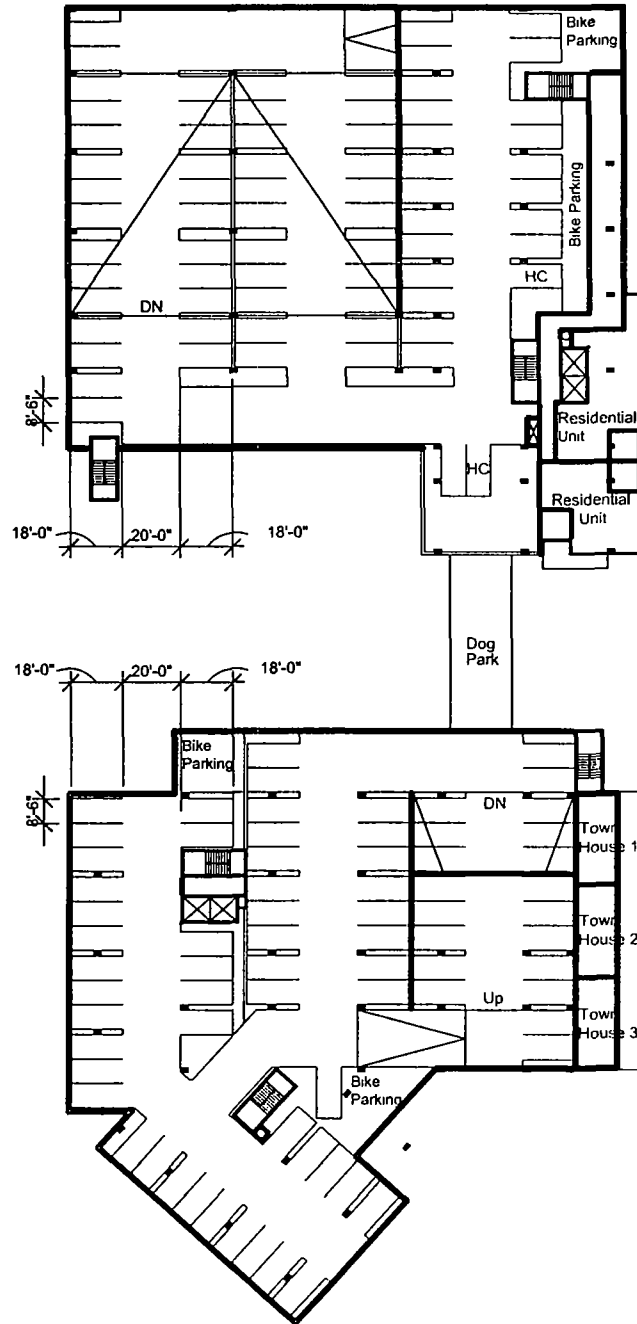 Bike
Parking
Bike Parking
HC
DN
8'-6"
Residential
Unit
HC
Residential
Unit
18'-0"
20'-0"
18'-0"
Dog
Park
18'-0"
20'-0"
18'-0"
Bike
Parking
8'-6"
DN
Town
House 1
Town
House 2
Up
Town
House 3
Bike
Parking